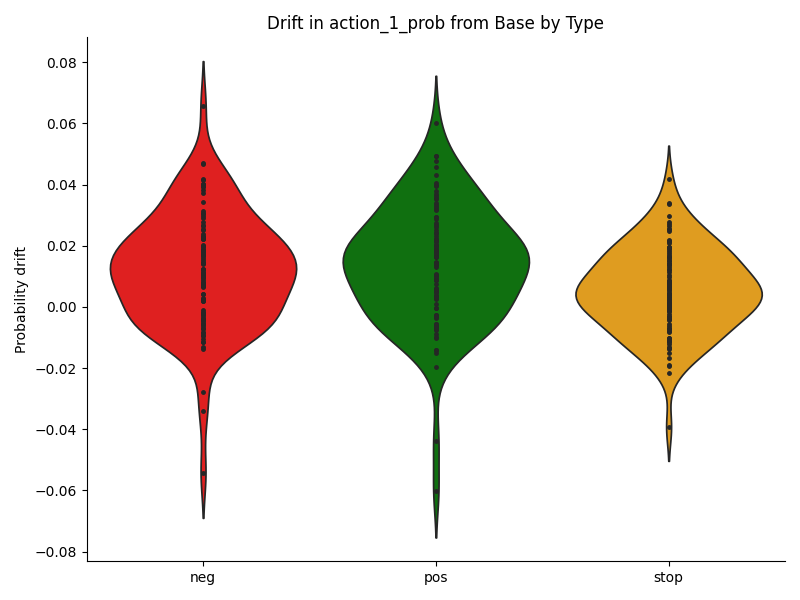 Drift in action_1_prob from Base by Type
Probability drift
0.08
0.06
0.04
0.02
0.00
−0.02
−0.04
−0.06
−0.08
neg
pos
stop